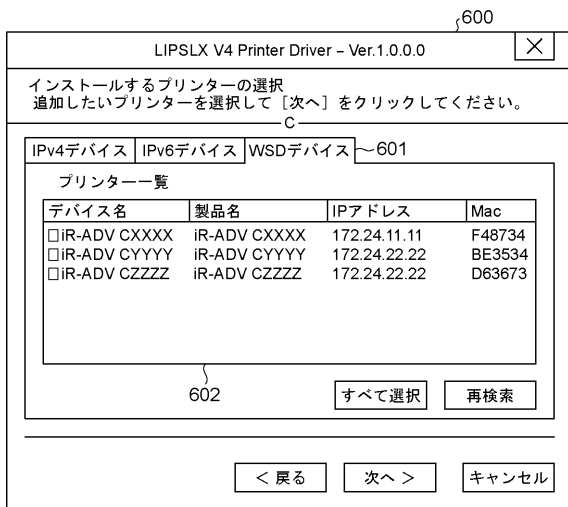 600
LIPSLX V4 Printer Driver – Ver.1.0.0.0
インストールするプリンターの選択
追加したいプリンターを選択して［次へ］をクリックしてください。
C
IPv4デバイス IPv6デバイス WSDデバイス 601
プリンター一覧
デバイス名 製品名 IPアドレス Mac
iR-ADV CXXXX iR-ADV CXXXX 172.24.11.11 F48734
iR-ADV CYYYY iR-ADV CYYYY 172.24.22.22 BE3534
iR-ADV CZZZZ iR-ADV CZZZZ 172.24.22.22 D63673
602
すべて選択 再検索
< 戻る 次へ > キャンセル